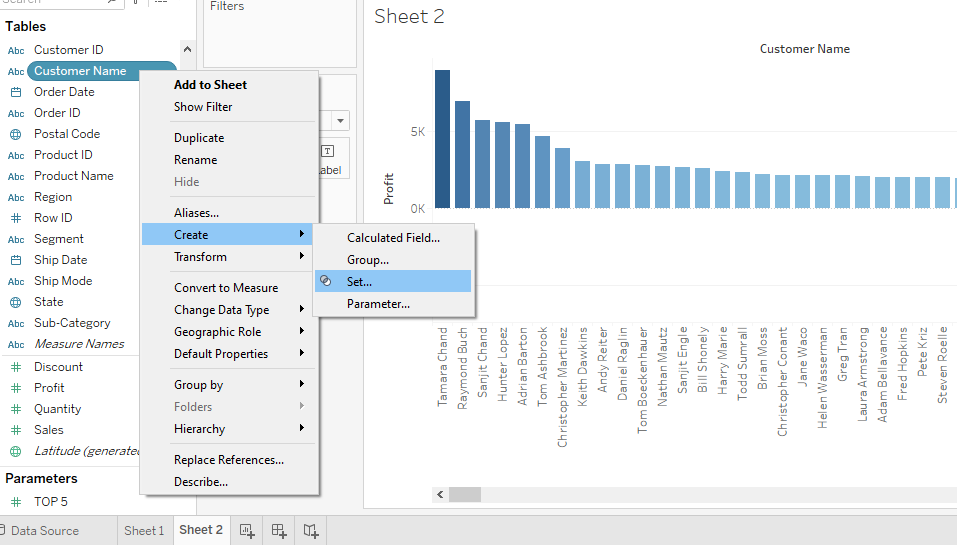 Search
Tables
Abc Customer ID
Abc Customer Name
Order Date
Abc Order ID
Postal Code
Abc Product ID
Abc Product Name
Abc Region
# Row ID
Abc Segment
Ship Date
Abc Ship Mode
State
Abc Sub-Category
Abc Measure Names
# Discount
# Profit
# Quantity
# Sales
Latitude (generated
Parameters
# TOP 5
Add to Sheet
Show Filter
Duplicate
Rename
Hide
Aliases...
Create
Transform
Convert to Measure
Change Data Type
Geographic Role
Default Properties
Group by
Folders
Hierarchy
Replace References...
Describe...
Calculated Field...
Group...
Set...
Parameter...
Filters
T
abel
Sheet 2
Customer Name
Profit
5K
0K
Tamara Chand
Raymond Buch
Sanjit Chand
Hunter Lopez
Adrian Barton
Tom Ashbrook
Christopher Martinez
Keith Dawkins
Andy Reiter
Daniel Raglin
Tom Boeckenhauer
Nathan Mautz
Sanjit Engle
Bill Shonely
Harry Marie
Todd Sumrall
Brian Moss
Christopher Conant
Jane Waco
Helen Wasserman
Greg Tran
Laura Armstrong
Adam Bellavance
Fred Hopkins
Pete Kriz
Steven Roelle
Data Source
Sheet 1
Sheet 2